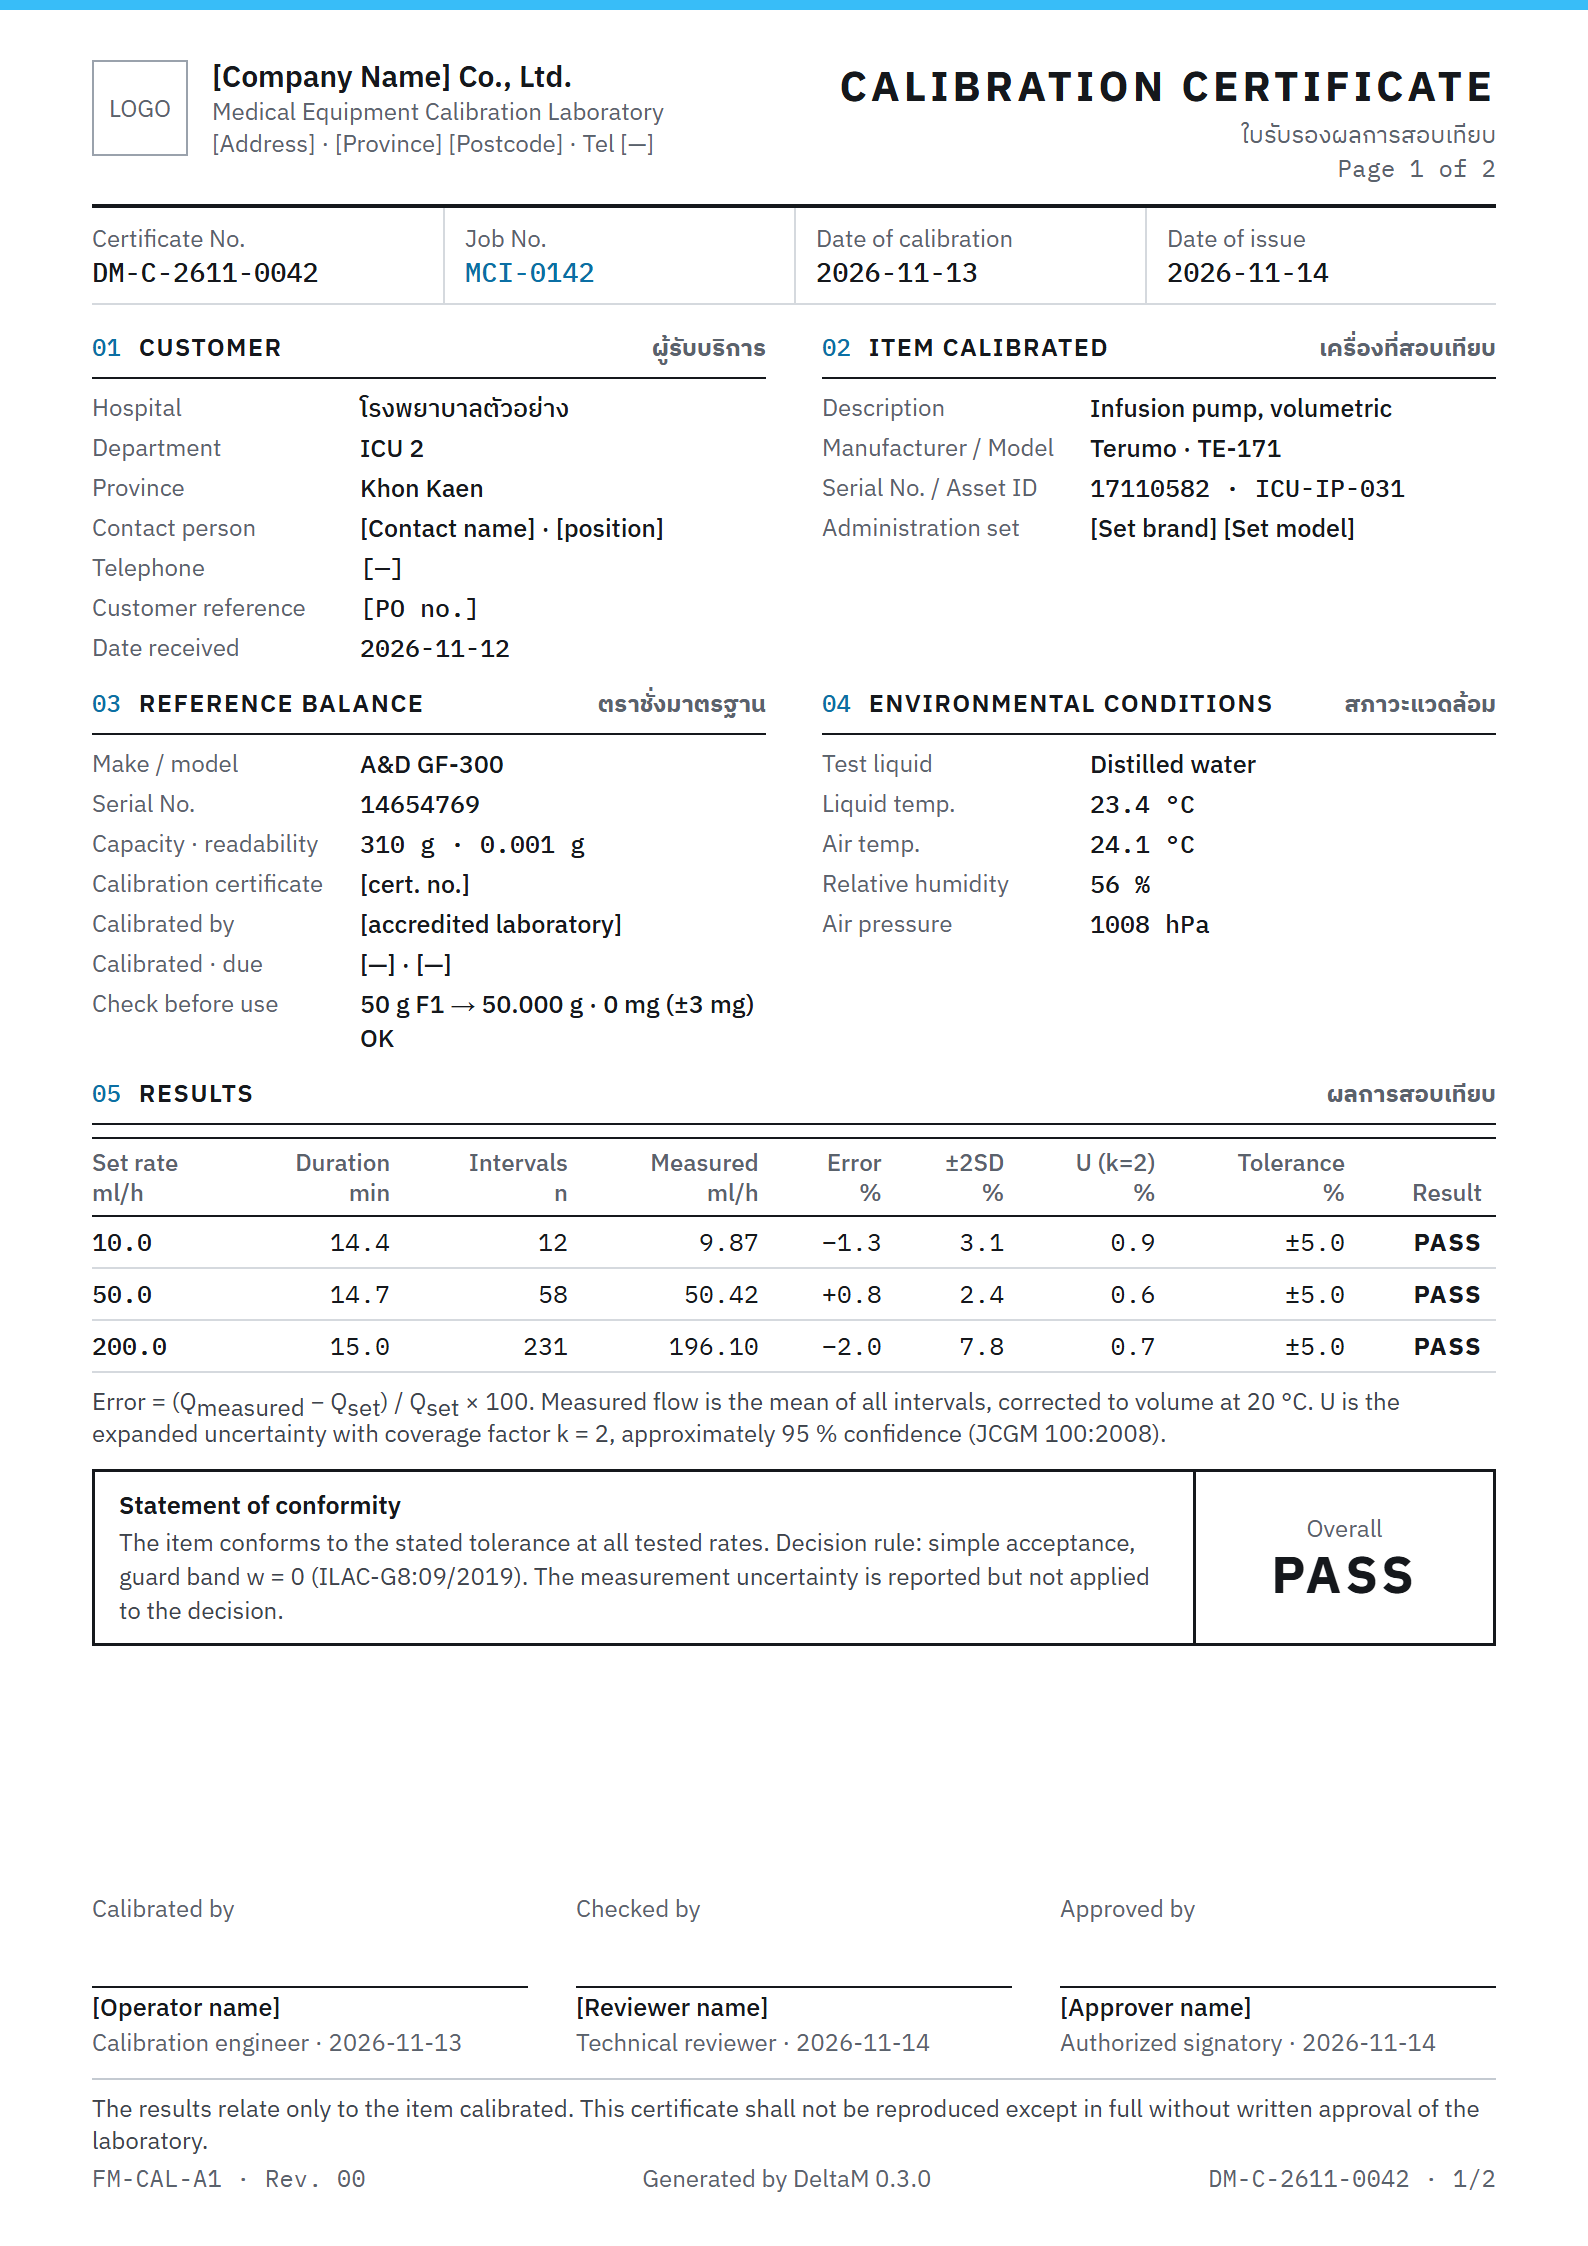 LOGO
[Company Name] Co., Ltd.
Medical Equipment Calibration Laboratory
[Address] · [Province] [Postcode] · Tel [—]
CALIBRATION CERTIFICATE
ใบรับรองผลการสอบเทียบ
Page 1 of 2
Certificate No.
DM-C-2611-0042
Job No.
MCI-0142
Date of calibration
2026-11-13
Date of issue
2026-11-14
01 CUSTOMER ผู้รับบริการ
Hospital โรงพยาบาลตัวอย่าง
Department ICU 2
Province Khon Kaen
Contact person [Contact name] · [position]
Telephone [—]
Customer reference [PO no.]
Date received 2026-11-12
02 ITEM CALIBRATED เครื่องที่สอบเทียบ
Description Infusion pump, volumetric
Manufacturer / Model Terumo · TE-171
Serial No. / Asset ID 17110582 · ICU-IP-031
Administration set [Set brand] [Set model]
03 REFERENCE BALANCE ตราชั่งมาตรฐาน
Make / model A&D GF-300
Serial No. 14654769
Capacity · readability 310 g · 0.001 g
Calibration certificate [cert. no.]
Calibrated by [accredited laboratory]
Calibrated · due [—] · [—]
Check before use 50 g F1 → 50.000 g · 0 mg (±3 mg)
OK
04 ENVIRONMENTAL CONDITIONS สภาวะแวดล้อม
Test liquid Distilled water
Liquid temp. 23.4 °C
Air temp. 24.1 °C
Relative humidity 56 %
Air pressure 1008 hPa
05 RESULTS ผลการสอบเทียบ
Set rate Duration Intervals Measured Error ±2SD U (k=2) Tolerance
ml/h min n ml/h % % % % Result
10.0 14.4 12 9.87 −1.3 3.1 0.9 ±5.0 PASS
50.0 14.7 58 50.42 +0.8 2.4 0.6 ±5.0 PASS
200.0 15.0 231 196.10 −2.0 7.8 0.7 ±5.0 PASS
Error = (Qmeasured − Qset) / Qset × 100. Measured flow is the mean of all intervals, corrected to volume at 20 °C. U is the
expanded uncertainty with coverage factor k = 2, approximately 95 % confidence (JCGM 100:2008).
Statement of conformity
The item conforms to the stated tolerance at all tested rates. Decision rule: simple acceptance,
guard band w = 0 (ILAC-G8:09/2019). The measurement uncertainty is reported but not applied
to the decision.
Overall
PASS
Calibrated by
[Operator name]
Calibration engineer · 2026-11-13
Checked by
[Reviewer name]
Technical reviewer · 2026-11-14
Approved by
[Approver name]
Authorized signatory · 2026-11-14
The results relate only to the item calibrated. This certificate shall not be reproduced except in full without written approval of the
laboratory.
FM-CAL-A1 · Rev. 00 Generated by DeltaM 0.3.0 DM-C-2611-0042 · 1/2